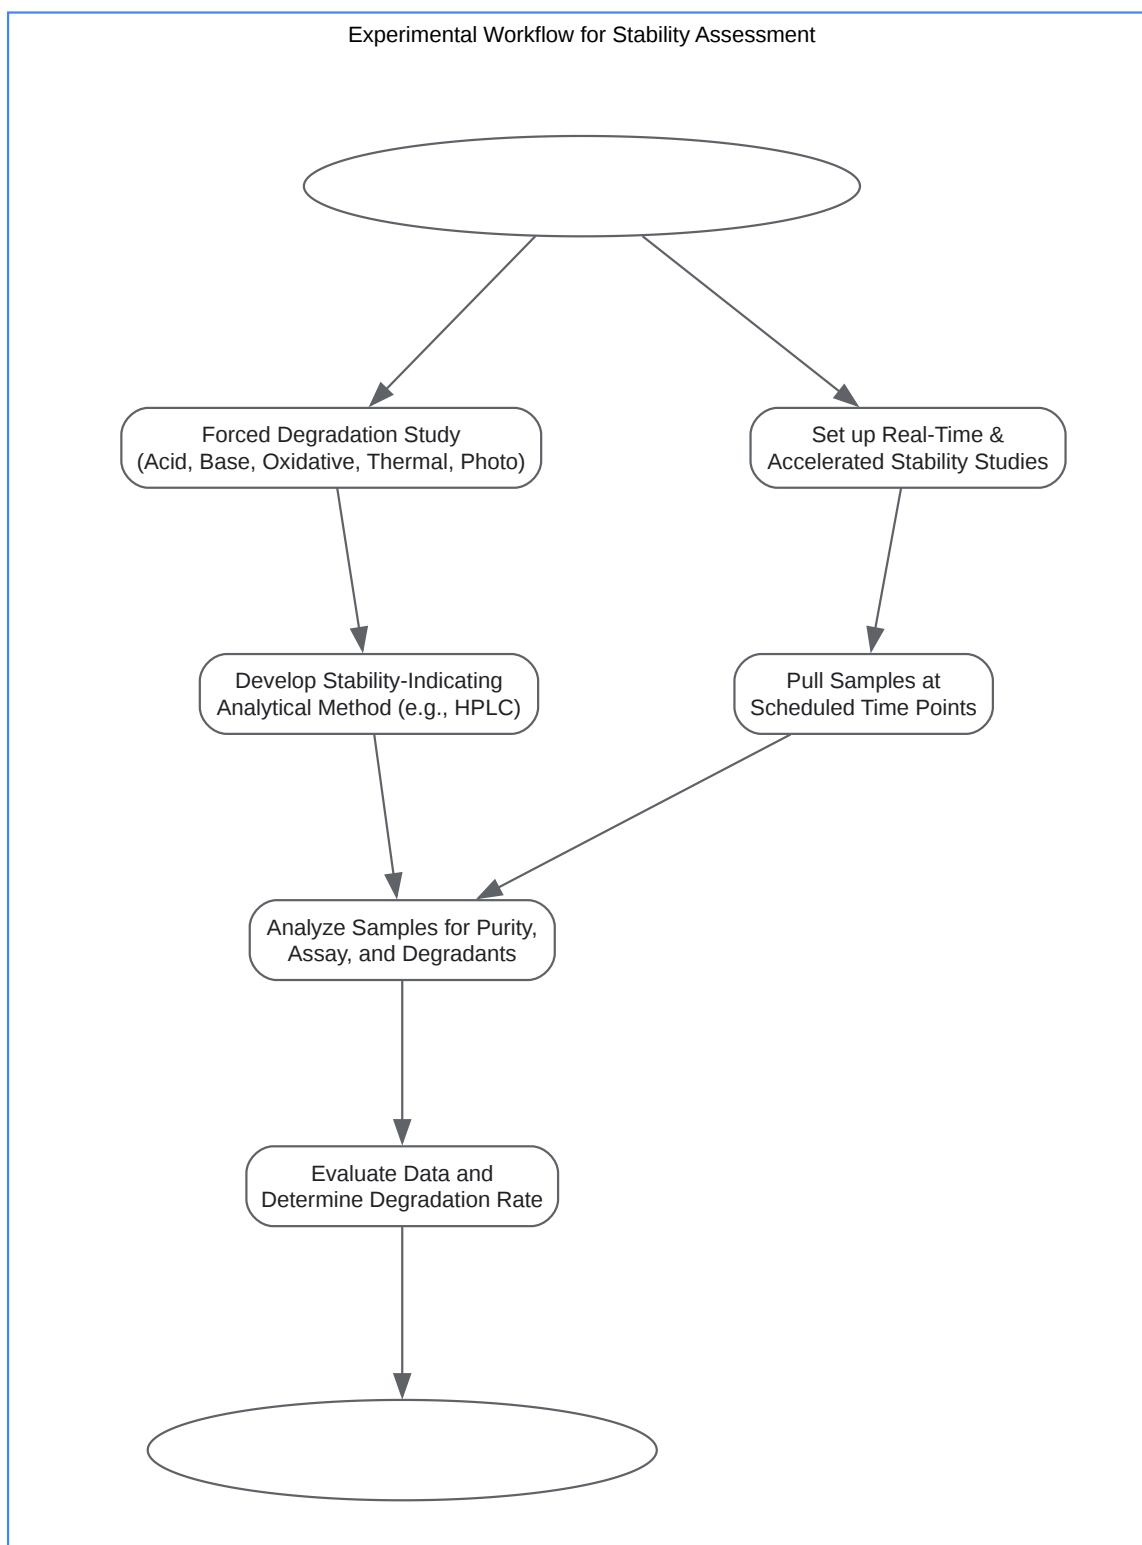 Experimental Workflow for Stability Assessment
Forced Degradation Study
(Acid, Base, Oxidative, Thermal, Photo)
Set up Real-Time &
Accelerated Stability Studies
Develop Stability-Indicating
Analytical Method (e.g., HPLC)
Pull Samples at
Scheduled Time Points
Analyze Samples for Purity,
Assay, and Degradants
Evaluate Data and
Determine Degradation Rate